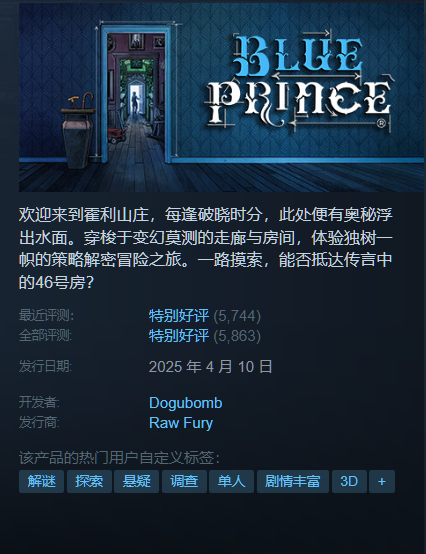 BLUE
PRINCE®
欢迎来到霍利山庄，每逢破晓时分，此处便有奥秘浮
出水面。穿梭于变幻莫测的走廊与房间，体验独树一
帜的策略解密冒险之旅。一路摸索，能否抵达传言中
的46号房？
最近评测： 特别好评 (5,744)
全部评测： 特别好评 (5,863)
发行日期: 2025 年 4 月 10 日
开发者: Dogubomb
发行商: Raw Fury
该产品的热门用户自定义标签：
解谜 探索 悬疑 调查 单人 剧情丰富 3D +